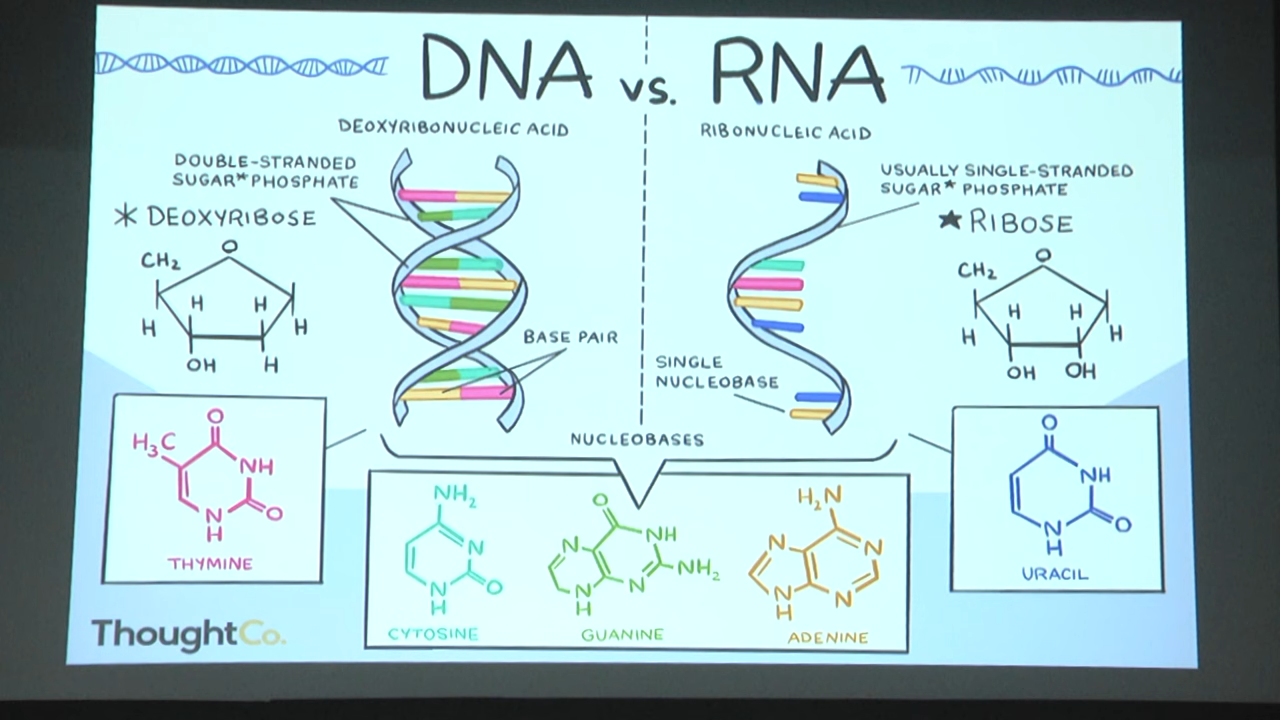 DNA vs. RNA
DEOXYRIBONUCLEIC ACID
DOUBLE-STRANDED
SUGAR* PHOSPHATE
* DEOXYRIBOSE
O
CH2
H H
H H
OH H
BASE PAIR
RIBONUCLEIC ACID
USUALLY SINGLE-STRANDED
SUGAR★ PHOSPHATE
★ RIBOSE
O
CH2
H H
H H
OH OH
SINGLE
NUCLEOBASE
NUCLEOBASES
O
H3C
NH
N
H
O
THYMINE
NH2
N
N
H
O
CYTOSINE
O
N
NH
N
H
N
NH2
GUANINE
H2N
N
N
N
H
N
ADENINE
O
NH
N
H
O
URACIL
ThoughtCo.